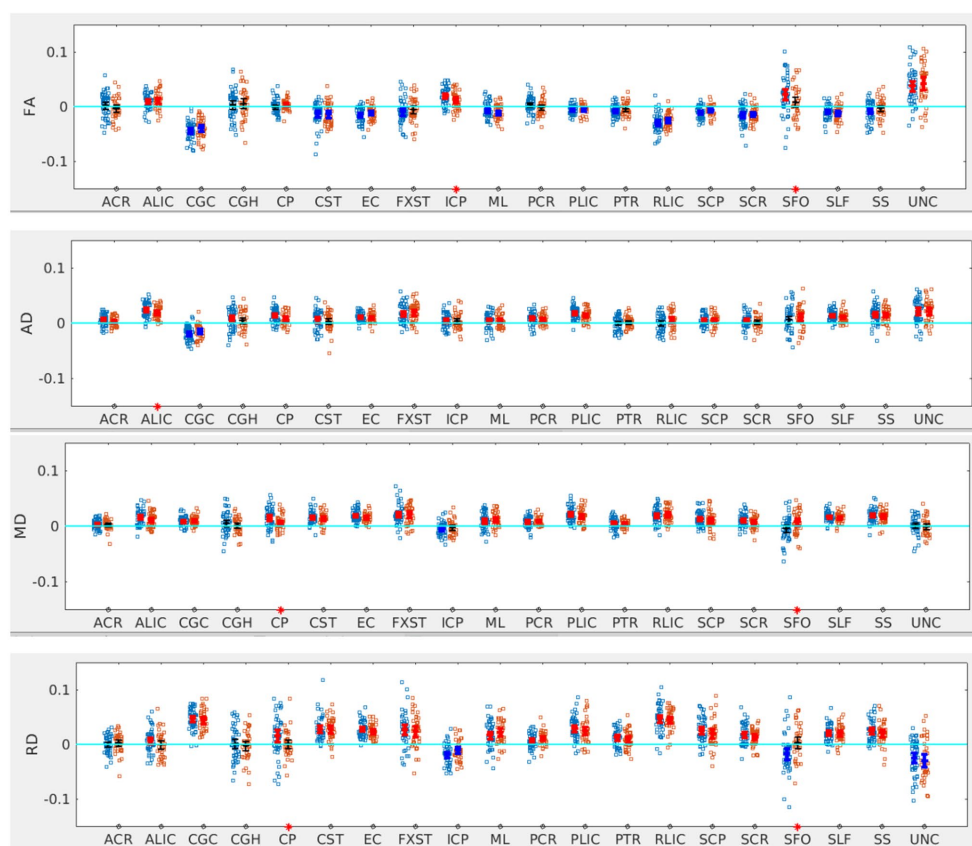 0.1
FA
0
-0.1
ACR ALIC CGC CGH CP CST EC FXST ICP ML PCR PLIC PTR RLIC SCP SCR SFO SLF SS UNC
0.1
AD
0
-0.1
ACR ALIC CGC CGH CP CST EC FXST ICP ML PCR PLIC PTR RLIC SCP SCR SFO SLF SS UNC
0.1
MD
0
-0.1
ACR ALIC CGC CGH CP CST EC FXST ICP ML PCR PLIC PTR RLIC SCP SCR SFO SLF SS UNC
0.1
RD
0
-0.1
ACR ALIC CGC CGH CP CST EC FXST ICP ML PCR PLIC PTR RLIC SCP SCR SFO SLF SS UNC